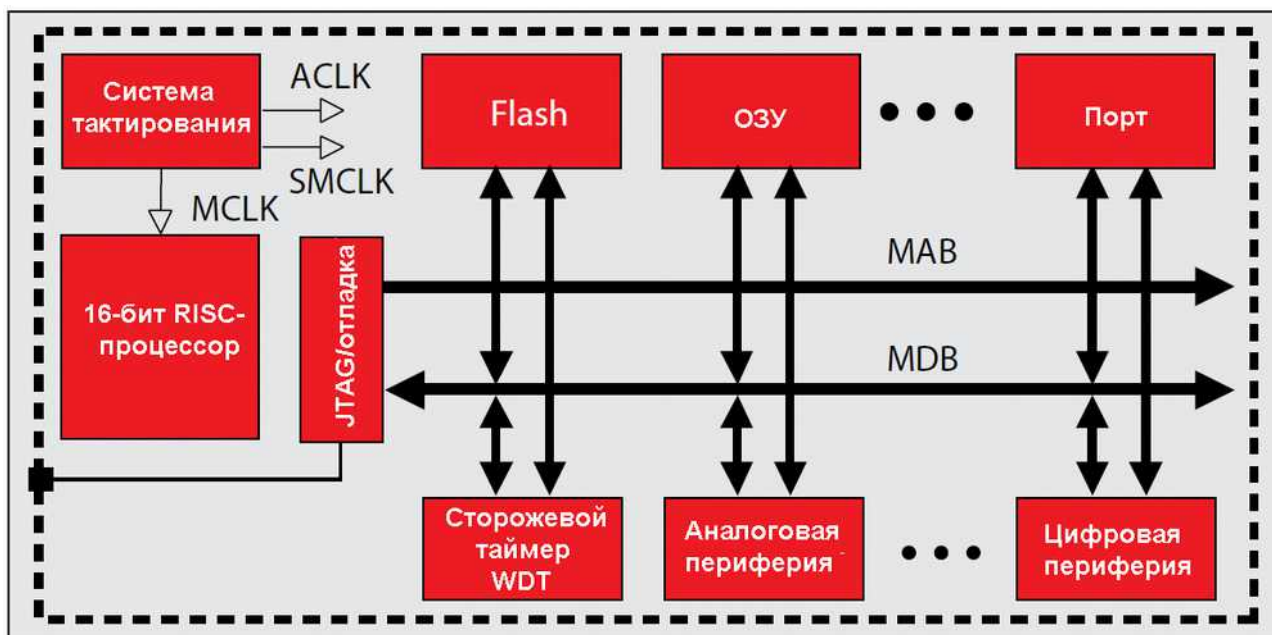 Система
тактирования
ACLK
SMCLK
MCLK
Flash
ОЗУ
Порт
16-бит RISC-
процессор
JTAG/отладка
MAB
MDB
Сторожевой
таймер
WDT
Аналоговая
периферия
Цифровая
периферия